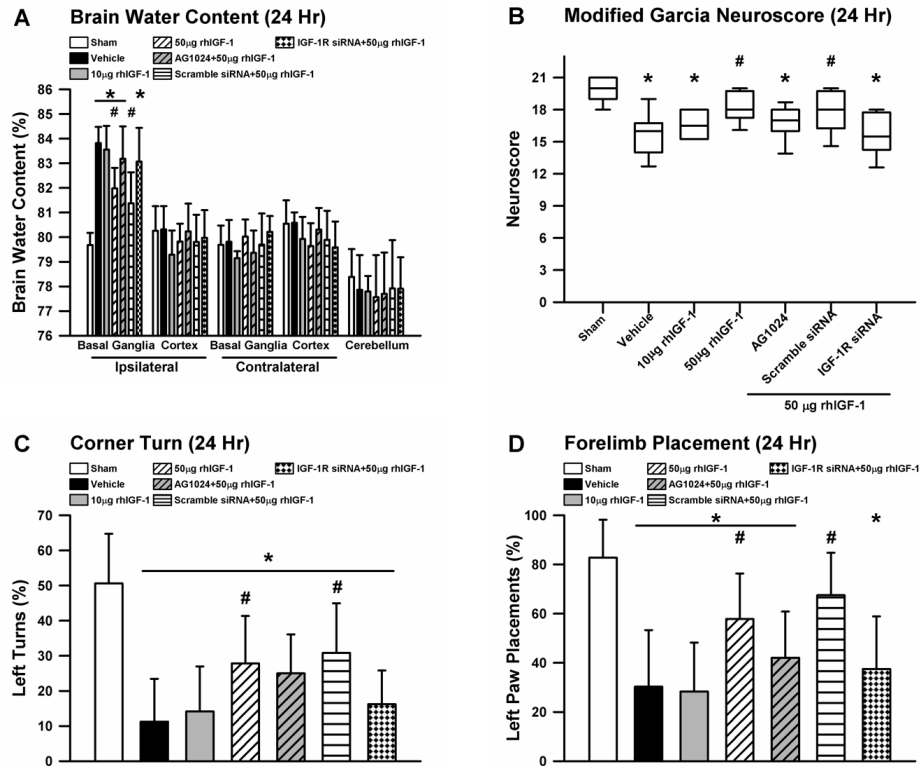 A Brain Water Content (24 Hr)
Sham
50µg rhIGF-1
IGF-1R siRNA+50µg rhIGF-1
Vehicle
AG1024+50µg rhIGF-1
10µg rhIGF-1
Scramble siRNA+50µg rhIGF-1
Brain Water Content (%)
86
85
84
83
82
81
80
79
78
77
76
* *
# #
Basal Ganglia Cortex Basal Ganglia Cortex Cerebellum
Ipsilateral Contralateral
B Modified Garcia Neuroscore (24 Hr)
Neuroscore
21
18
15
12
9
6
3
0
* * # * # *
Sham
Vehicle
10µg rhIGF-1
50µg rhIGF-1
AG1024
Scramble siRNA
IGF-1R siRNA
50 µg rhIGF-1
C Corner Turn (24 Hr)
Sham
50µg rhIGF-1
IGF-1R siRNA+50µg rhIGF-1
Vehicle
AG1024+50µg rhIGF-1
10µg rhIGF-1
Scramble siRNA+50µg rhIGF-1
Left Turns (%)
70
60
50
40
30
20
10
0
*
# #
D Forelimb Placement (24 Hr)
Sham
50µg rhIGF-1
IGF-1R siRNA+50µg rhIGF-1
Vehicle
AG1024+50µg rhIGF-1
10µg rhIGF-1
Scramble siRNA+50µg rhIGF-1
Left Paw Placements (%)
100
80
60
40
20
0
* *
# #